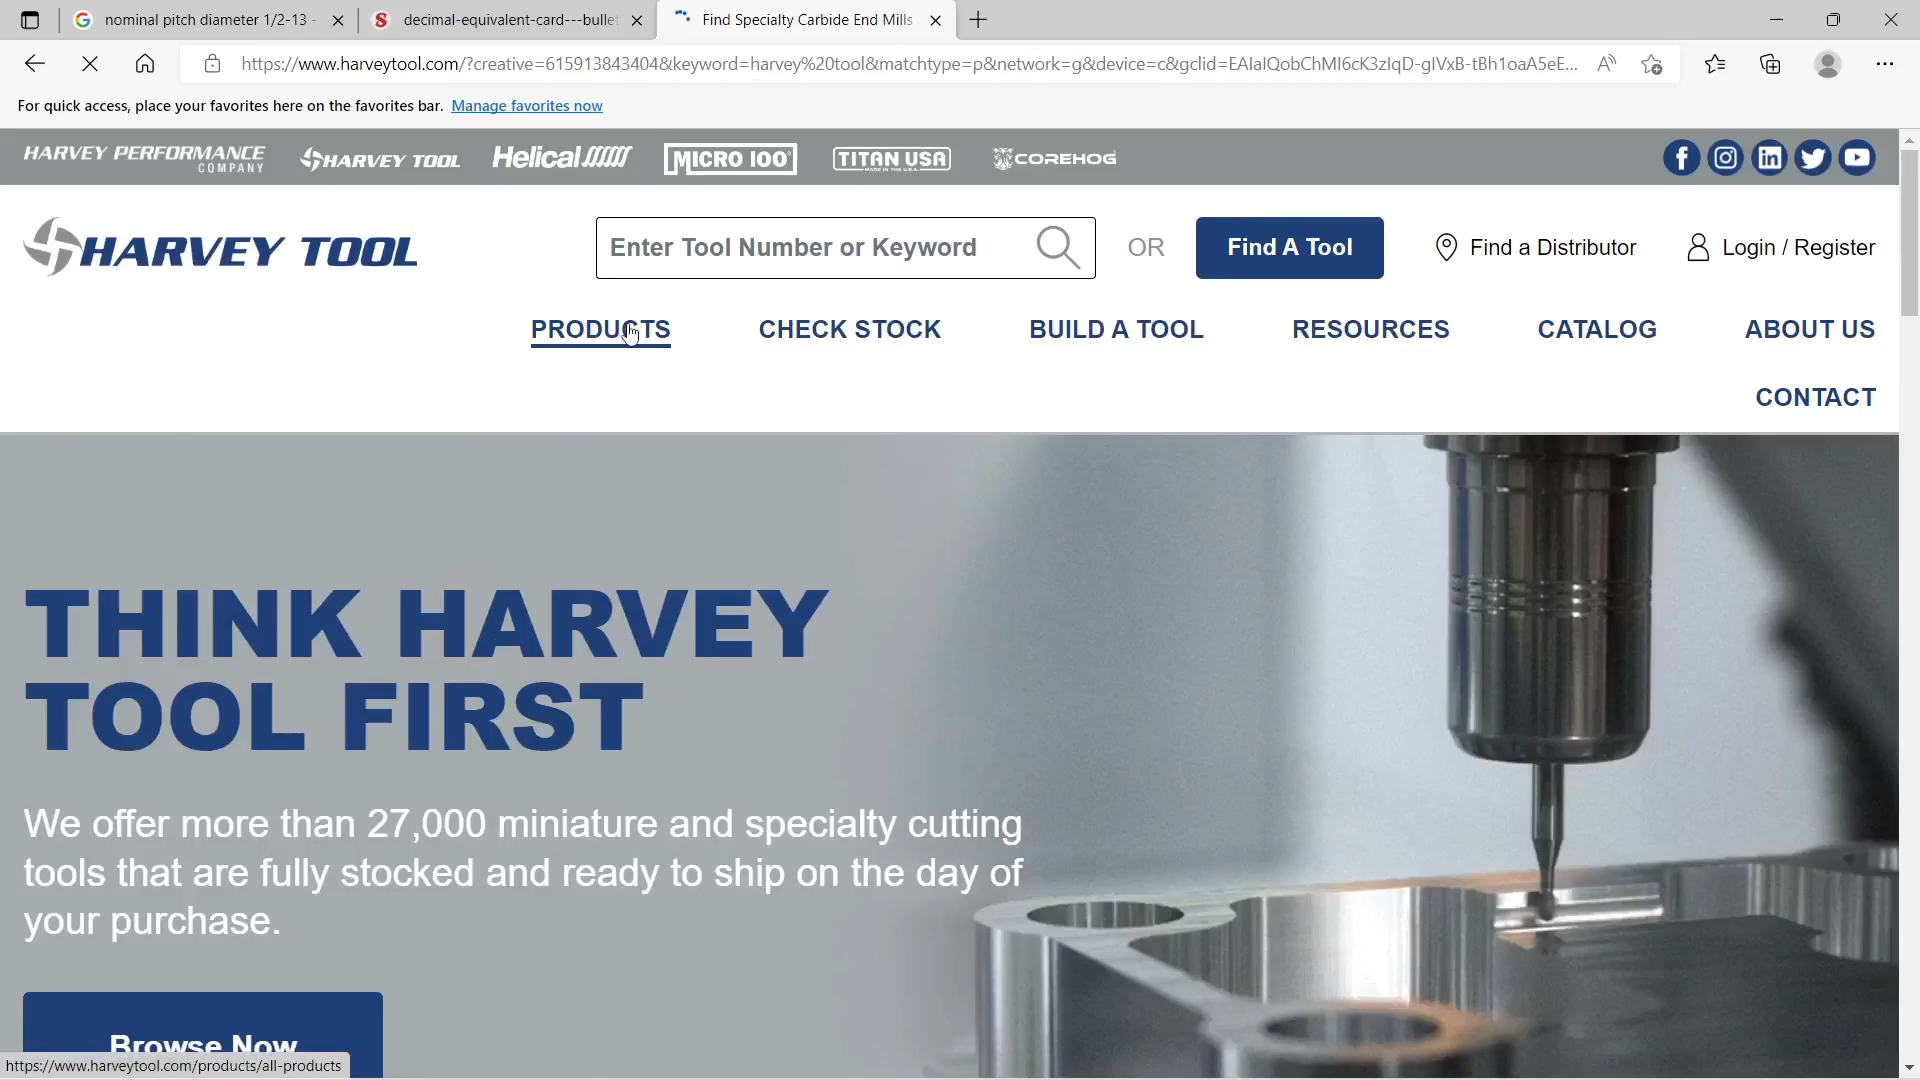 nominal pitch diameter 1/2-13 -
decimal-equivalent-card---bullet
Find Specialty Carbide End Mills
https://www.harveytool.com/?creative=615913843404&keyword=harvey%20tool&matchtype=p&network=g&device=c&gclid=EAIaIQobChMI6cK3zIqD-gIVxB-tBh1oaA5eE...
For quick access, place your favorites here on the favorites bar. Manage favorites now
HARVEY PERFORMANCE
COMPANY
HARVEY TOOL
Helical
MICRO 100
TITAN USA
MADE IN THE U.S.A.
COREHOG
HARVEY TOOL
Enter Tool Number or Keyword
OR
Find A Tool
Find a Distributor
Login / Register
PRODUCTS
CHECK STOCK
BUILD A TOOL
RESOURCES
CATALOG
ABOUT US
CONTACT
THINK HARVEY
TOOL FIRST
We offer more than 27,000 miniature and specialty cutting
tools that are fully stocked and ready to ship on the day of
your purchase.
Browse Now
https://www.harveytool.com/products/all-products